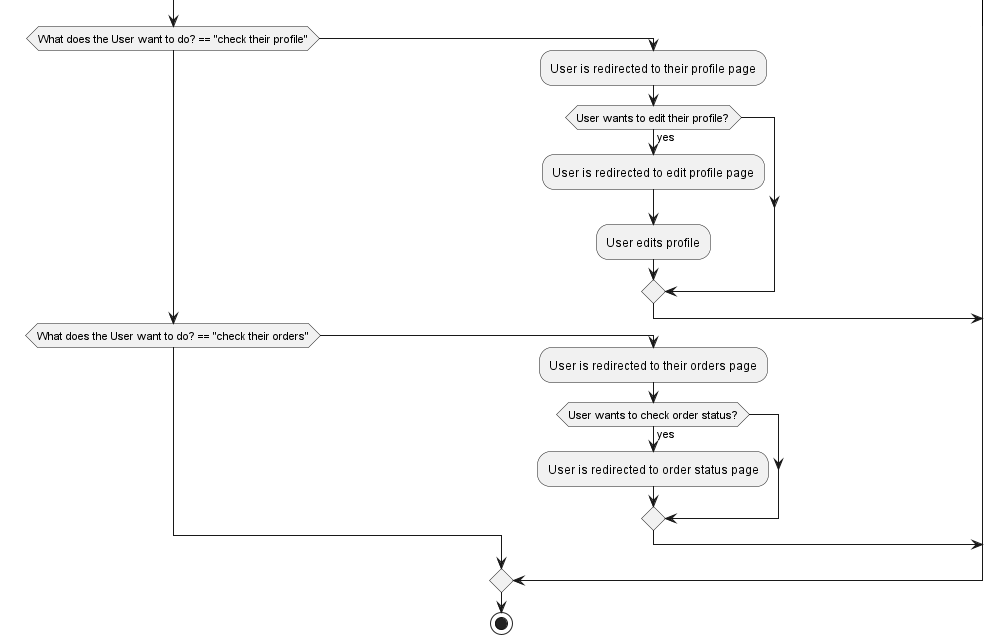 What does the User want to do? == "check their profile"
User is redirected to their profile page
User wants to edit their profile?
yes
User is redirected to edit profile page
User edits profile
What does the User want to do? == "check their orders"
User is redirected to their orders page
User wants to check order status?
yes
User is redirected to order status page